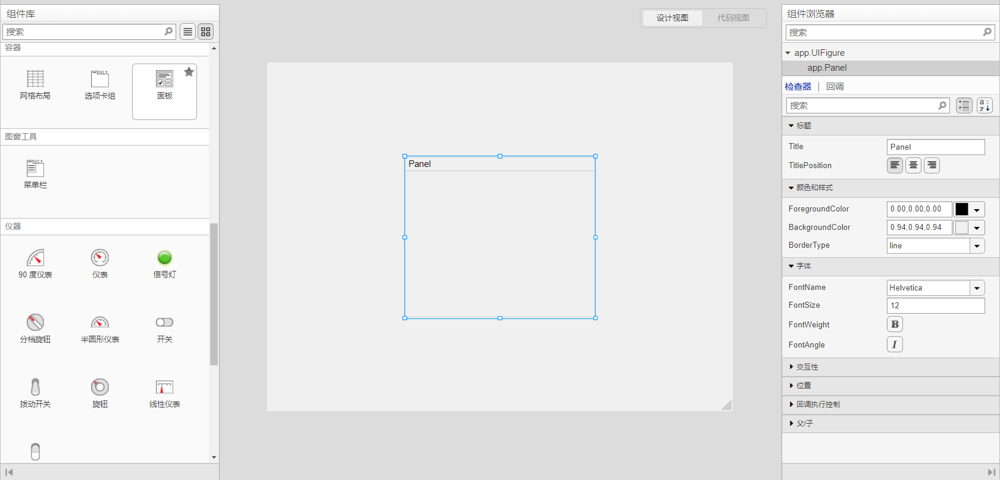 组件库
搜索
容器
网格布局
选项卡组
面板
图窗工具
菜单栏
仪器
90 度仪表
仪表
信号灯
分档旋钮
半圆形仪表
开关
拨动开关
旋钮
线性仪表
设计视图
代码视图
Panel
组件浏览器
搜索
app.UIFigure
app.Panel
检查器
回调
搜索
a
z
标题
Title
Panel
TitlePosition
颜色和样式
ForegroundColor
0.00,0.00,0.00
BackgroundColor
0.94,0.94,0.94
BorderType
line
字体
FontName
Helvetica
FontSize
12
FontWeight
B
FontAngle
I
交互性
位置
回调执行控制
父/子